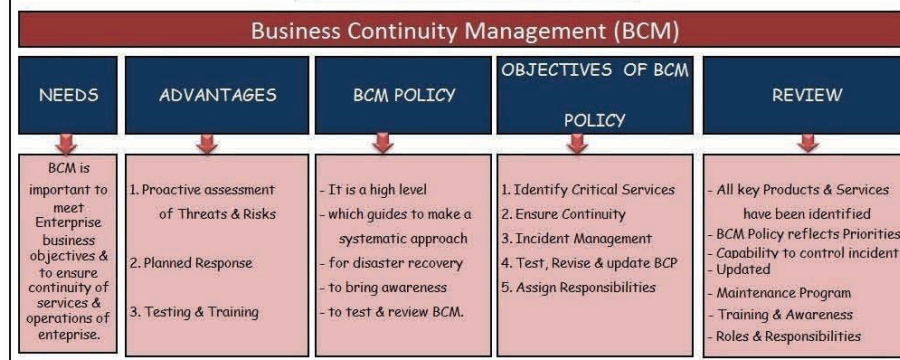 Business Continuity Management (BCM)
NEEDS
BCM is
important to
meet
Enterprise
business
objectives &
to ensure
continuity of
services &
operations of
enteprise.
ADVANTAGES
1. Proactive assessment
of Threats & Risks
2. Planned Response
3. Testing & Training
BCM POLICY
- It is a high level
- which guides to make a
systematic approach
- for disaster recovery
- to bring awareness
- to test & review BCM.
OBJECTIVES OF BCM
POLICY
1. Identify Critical Services
2. Ensure Continuity
3. Incident Management
4. Test, Revise & update BCP
5. Assign Responsibilities
REVIEW
- All key Products & Services
have been identified
- BCM Policy reflects Priorities
- Capability to control incident
- Updated
- Maintenance Program
- Training & Awareness
- Roles & Responsibilities